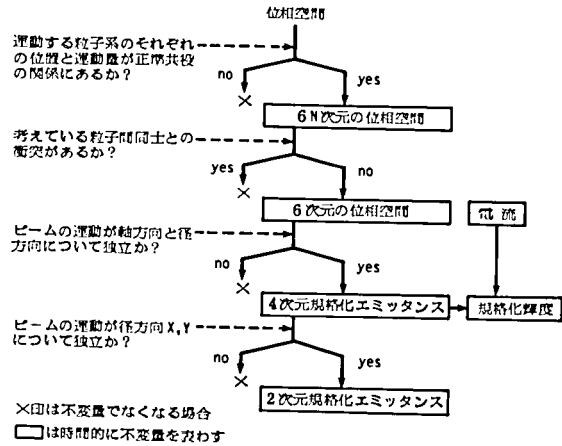 位相空間
運動する粒子系のそれぞれ
の位置と運動量が正準共役
の関係にあるか?
no
yes
×
6N次元の位相空間
考えている粒子間同士との
衝突があるか?
yes
no
×
6次元の位相空間
電流
ビームの運動が軸方向と径
方向について独立か?
no
yes
×
4次元規格化エミッタンス
規格化輝度
ビームの運動が径方向X,Y
について独立か?
no
yes
×
2次元規格化エミッタンス
×印は不変量でなくなる場合
は時間的に不変量を表わす